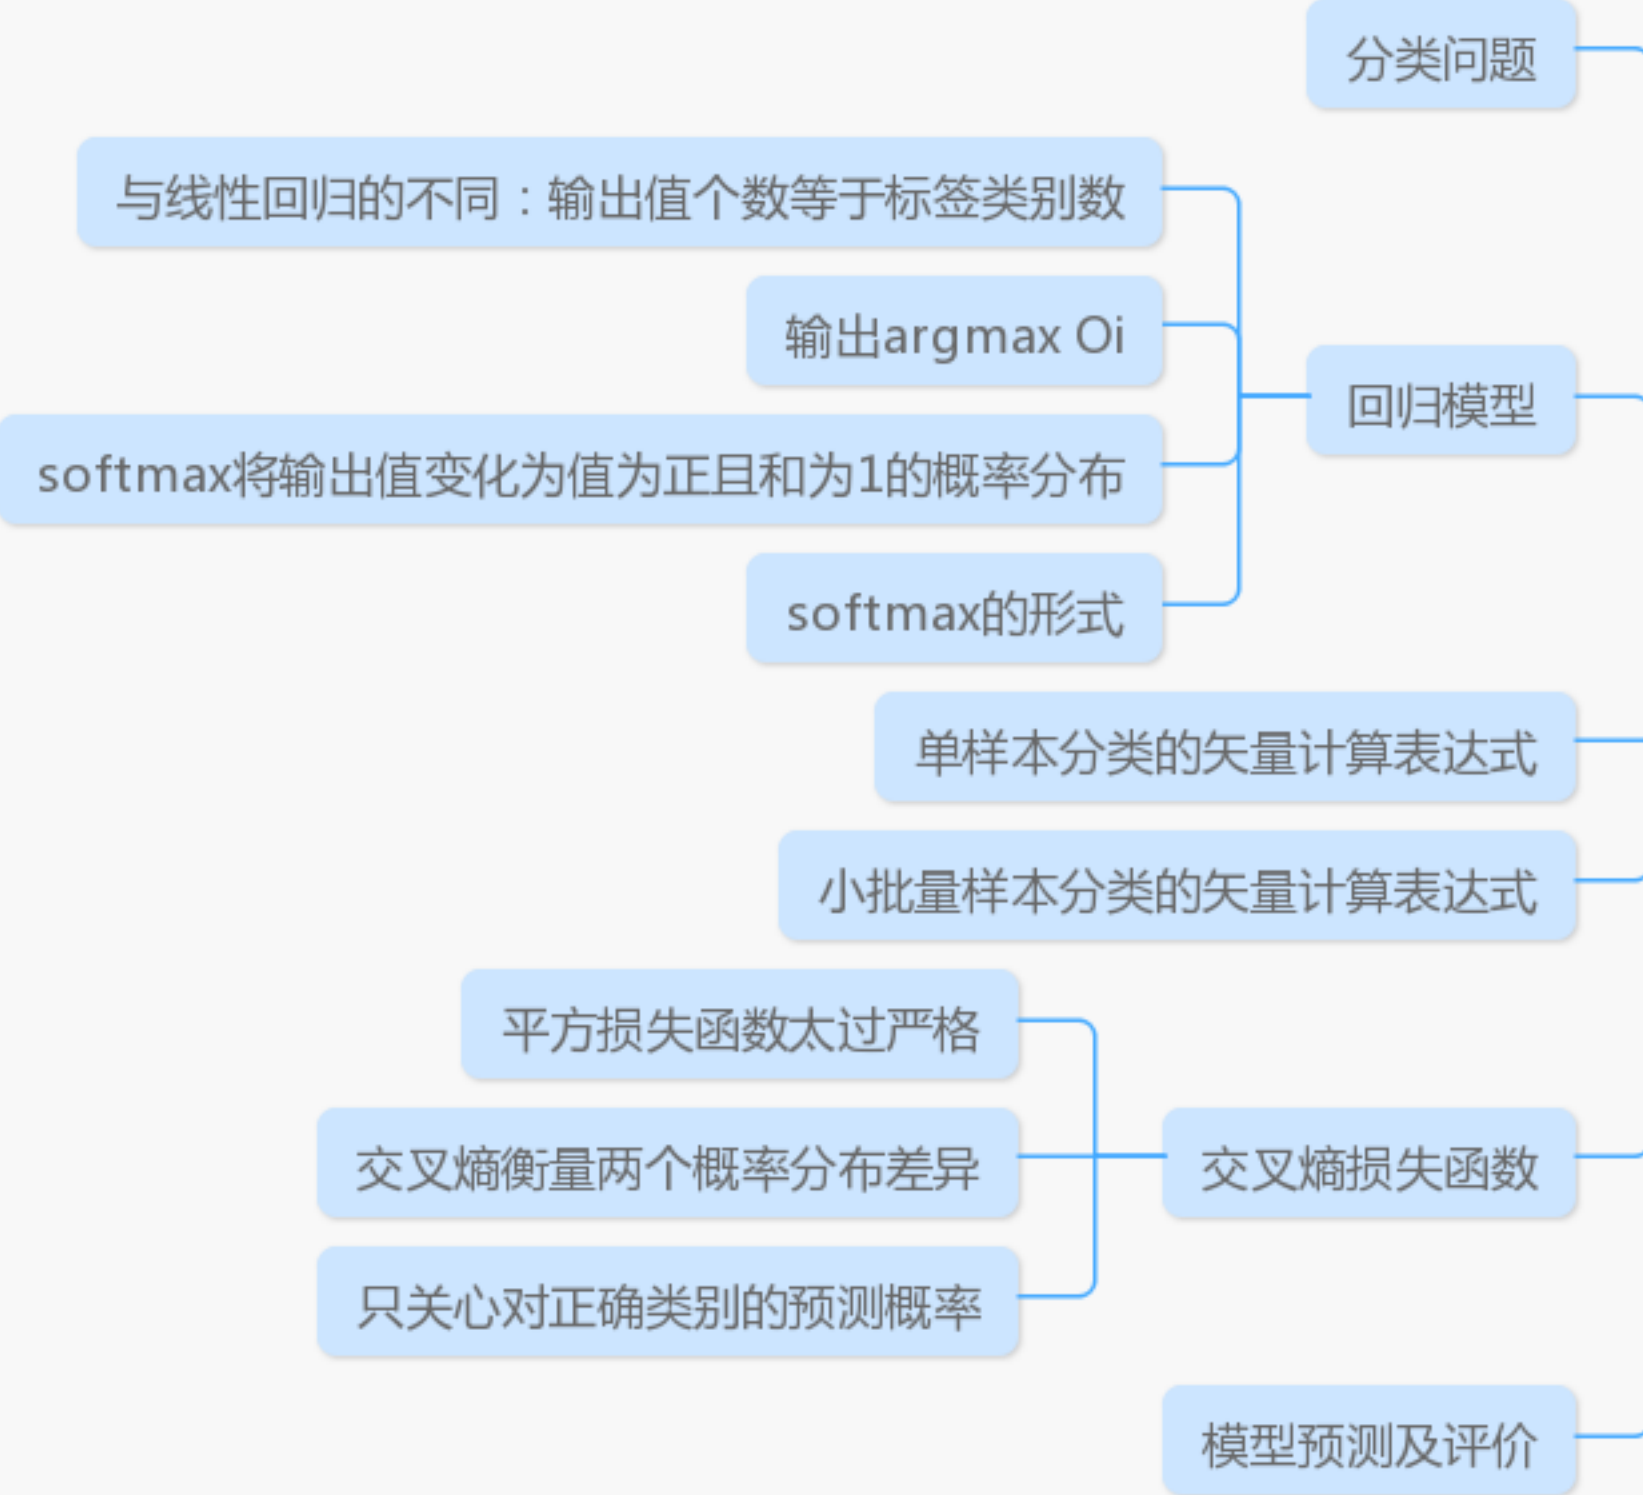 分类问题
与线性回归的不同：输出值个数等于标签类别数
输出argmax Oi
softmax将输出值变化为值为正且和为1的概率分布
softmax的形式
回归模型
单样本分类的矢量计算表达式
小批量样本分类的矢量计算表达式
平方损失函数太过严格
交叉熵衡量两个概率分布差异
只关心对正确类别的预测概率
交叉熵损失函数
模型预测及评价